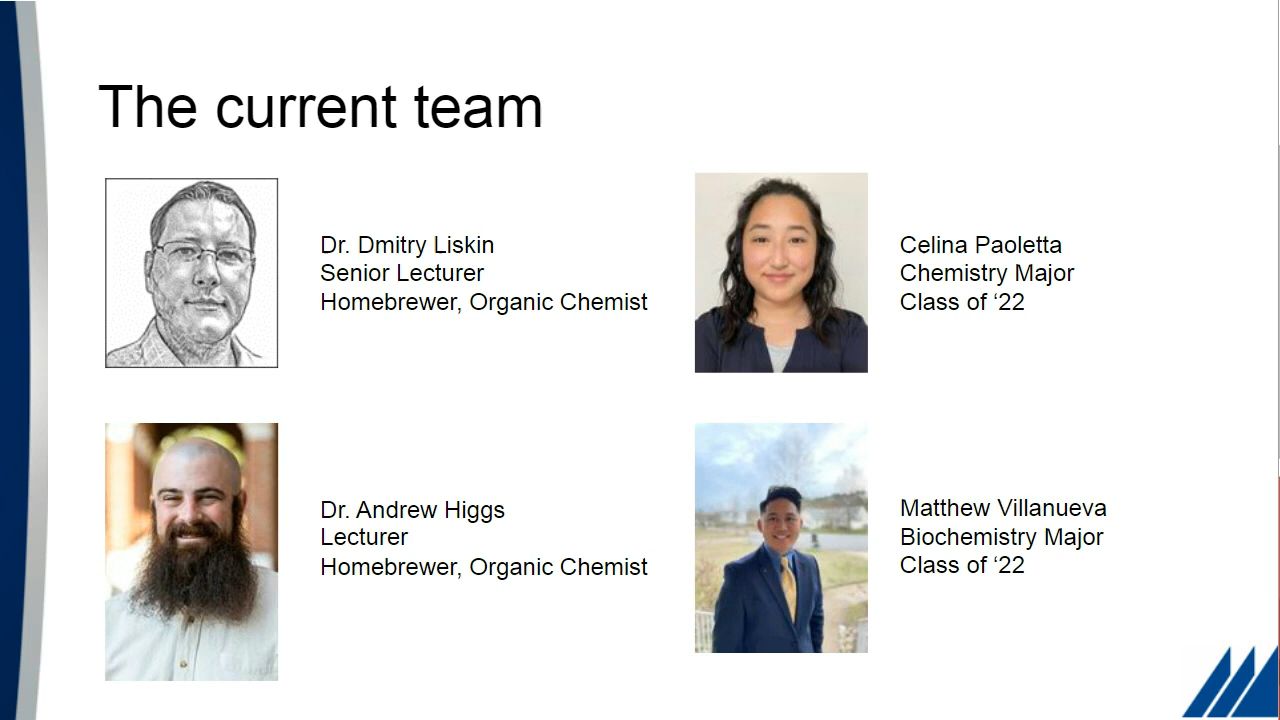 The current team
Dr. Dmitry Liskin
Senior Lecturer
Homebrewer, Organic Chemist
Celina Paoletta
Chemistry Major
Class of ‘22
Dr. Andrew Higgs
Lecturer
Homebrewer, Organic Chemist
Matthew Villanueva
Biochemistry Major
Class of ‘22